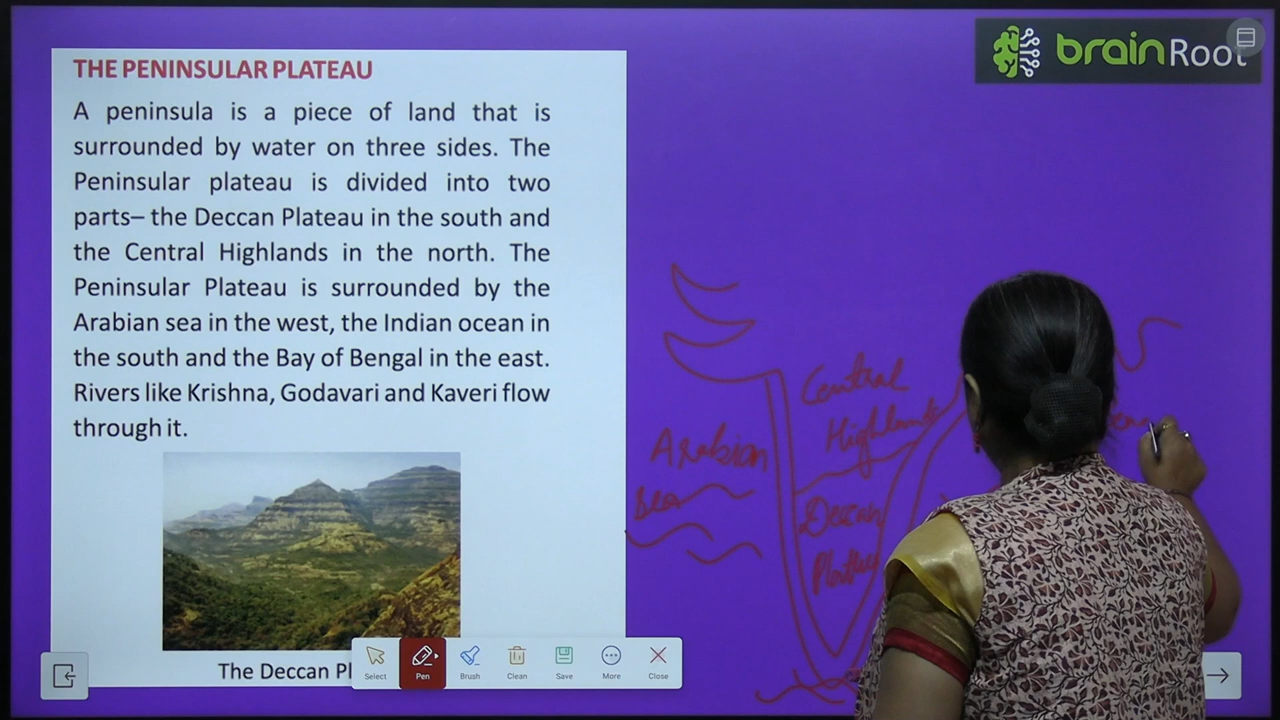 THE PENINSULAR PLATEAU
A peninsula is a piece of land that is
surrounded by water on three sides. The
Peninsular plateau is divided into two
parts– the Deccan Plateau in the south and
the Central Highlands in the north. The
Peninsular Plateau is surrounded by the
Arabian sea in the west, the Indian ocean in
the south and the Bay of Bengal in the east.
Rivers like Krishna, Godavari and Kaveri flow
through it.
The Deccan Pl
brainRoot
Central
Highlands
Arabian
Sea
Deccan
Select
Pen
Brush
Clean
Save
More
Close